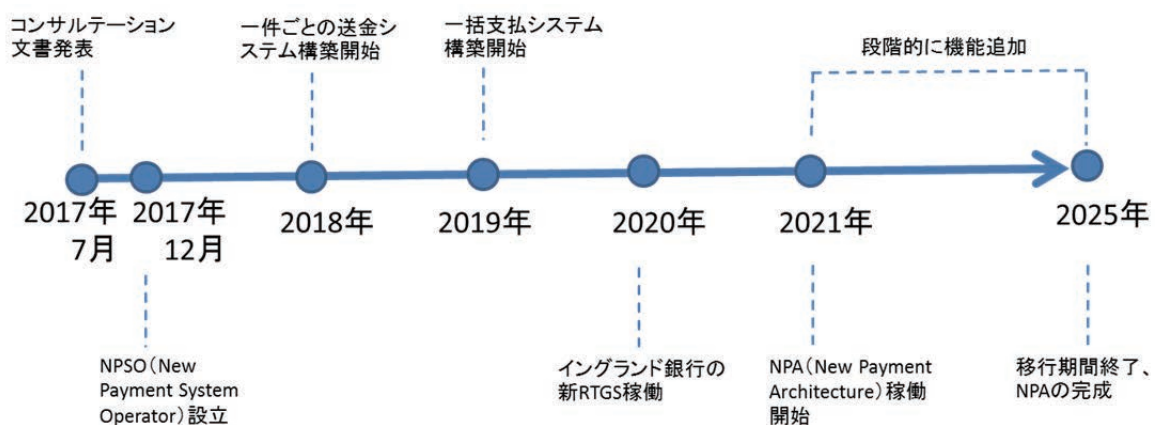 コンサルテーション
文書発表
一件ごとの送金シ
ステム構築開始
一括支払システム
構築開始
段階的に機能追加
2017年
7月
2017年
12月
2018年
2019年
2020年
2021年
2025年
NPSO（New
Payment System
Operator）設立
イングランド銀行の
新RTGS稼働
NPA（New Payment
Architecture）稼働
開始
移行期間終了、
NPAの完成